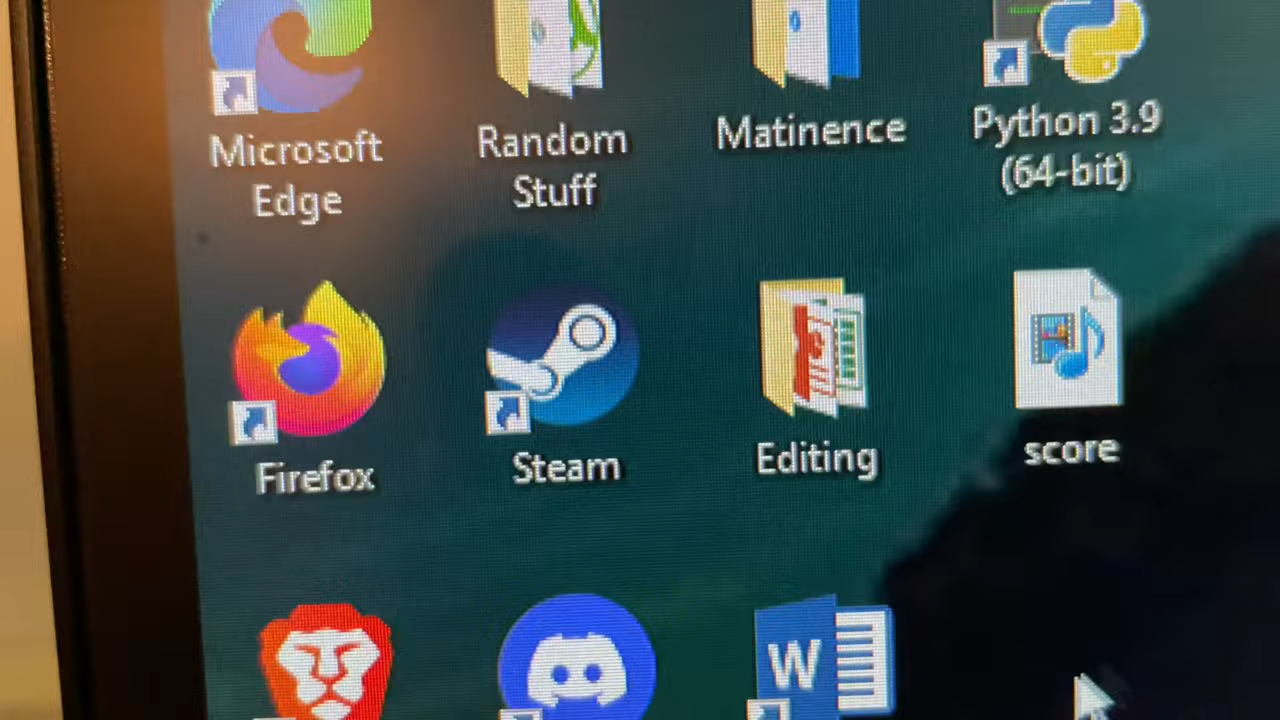 Microsoft
Edge
Random
Stuff
Matinence
Python 3.9
(64-bit)
Firefox
Steam
Editing
score
W